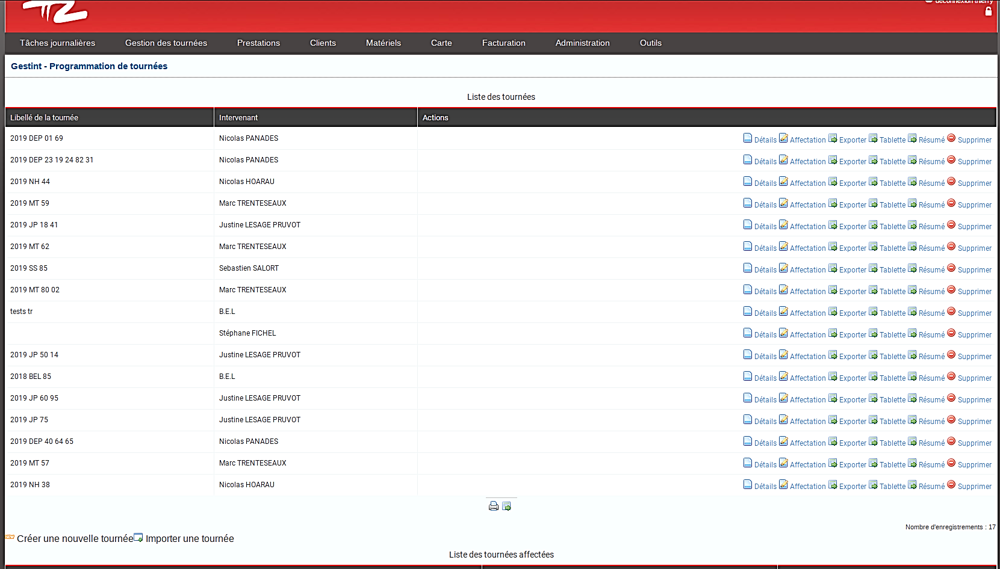 déconnexion thierry
Tâches journalières Gestion des tournées Prestations Clients Matériels Carte Facturation Administration Outils
Gestint - Programmation de tournées
Liste des tournées
Libellé de la tournée Intervenant Actions
2019 DEP 01 69 Nicolas PANADES Détails Affectation Exporter Tablette Résumé Supprimer
2019 DEP 23 19 24 82 31 Nicolas PANADES Détails Affectation Exporter Tablette Résumé Supprimer
2019 NH 44 Nicolas HOARAU Détails Affectation Exporter Tablette Résumé Supprimer
2019 MT 59 Marc TRENTESEAUX Détails Affectation Exporter Tablette Résumé Supprimer
2019 JP 18 41 Justine LESAGE PRUVOT Détails Affectation Exporter Tablette Résumé Supprimer
2019 MT 62 Marc TRENTESEAUX Détails Affectation Exporter Tablette Résumé Supprimer
2019 SS 85 Sebastien SALORT Détails Affectation Exporter Tablette Résumé Supprimer
2019 MT 80 02 Marc TRENTESEAUX Détails Affectation Exporter Tablette Résumé Supprimer
tests tr B.E.L Détails Affectation Exporter Tablette Résumé Supprimer
Stéphane FICHEL Détails Affectation Exporter Tablette Résumé Supprimer
2019 JP 50 14 Justine LESAGE PRUVOT Détails Affectation Exporter Tablette Résumé Supprimer
2018 BEL 85 B.E.L Détails Affectation Exporter Tablette Résumé Supprimer
2019 JP 60 95 Justine LESAGE PRUVOT Détails Affectation Exporter Tablette Résumé Supprimer
2019 JP 75 Justine LESAGE PRUVOT Détails Affectation Exporter Tablette Résumé Supprimer
2019 DEP 40 64 65 Nicolas PANADES Détails Affectation Exporter Tablette Résumé Supprimer
2019 MT 57 Marc TRENTESEAUX Détails Affectation Exporter Tablette Résumé Supprimer
2019 NH 38 Nicolas HOARAU Détails Affectation Exporter Tablette Résumé Supprimer
Nombre d'enregistrements : 17
NEW Créer une nouvelle tournée Importer une tournée
Liste des tournées affectées